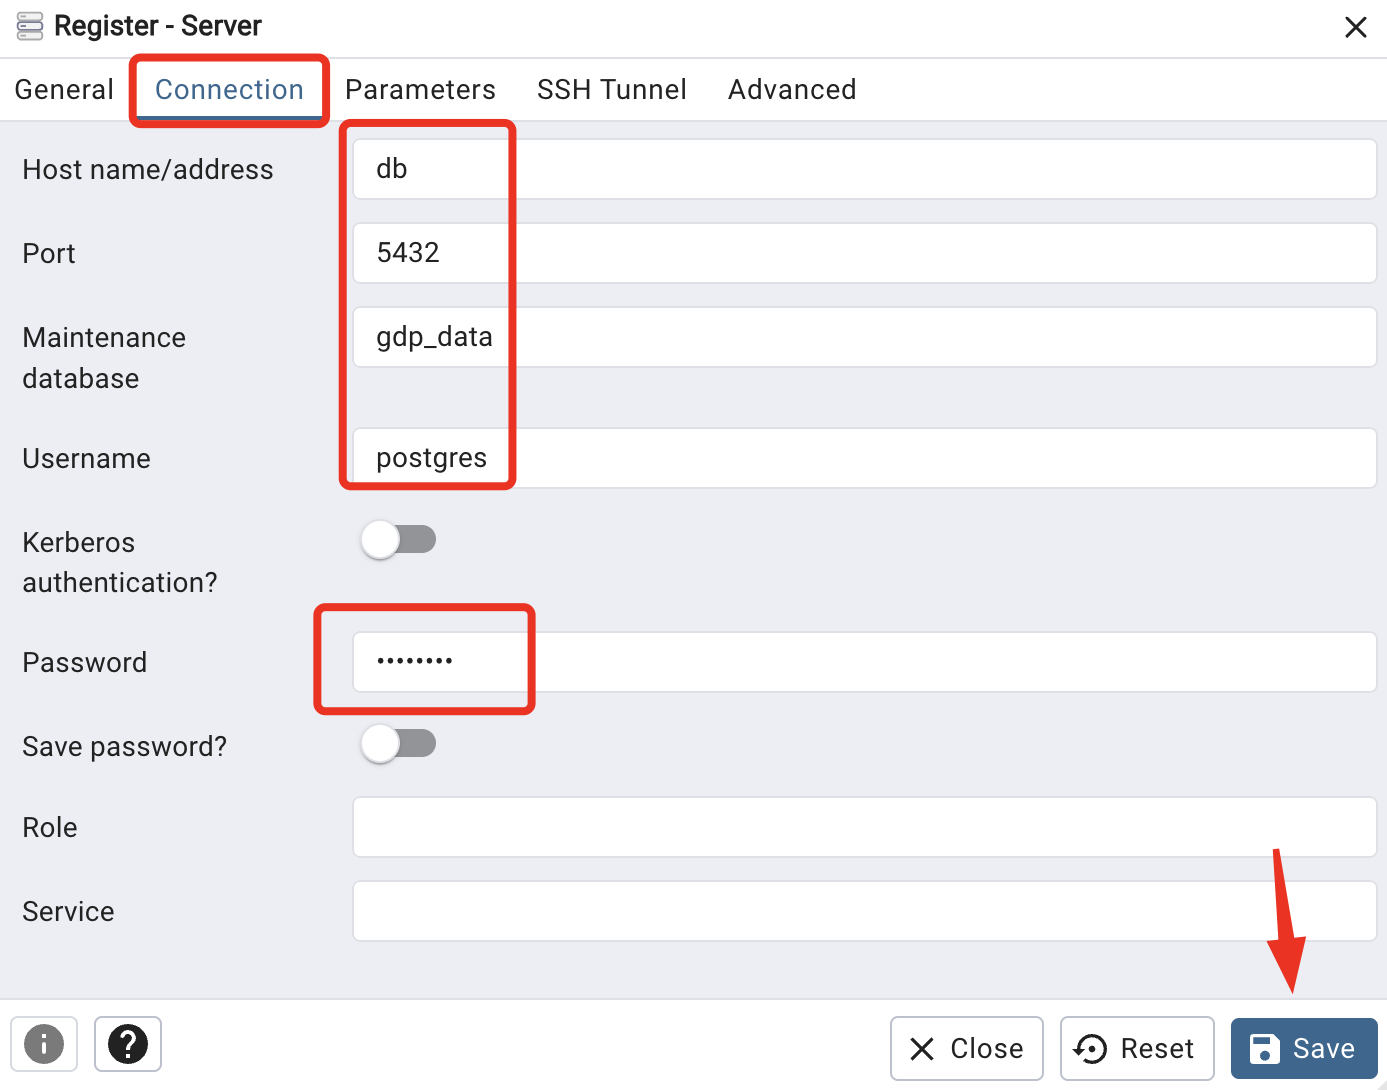 Register - Server
General Connection Parameters SSH Tunnel Advanced
Host name/address db
Port 5432
Maintenance database gdp_data
Username postgres
Kerberos authentication?
Password ••••••••
Save password?
Role
Service
Close Reset Save